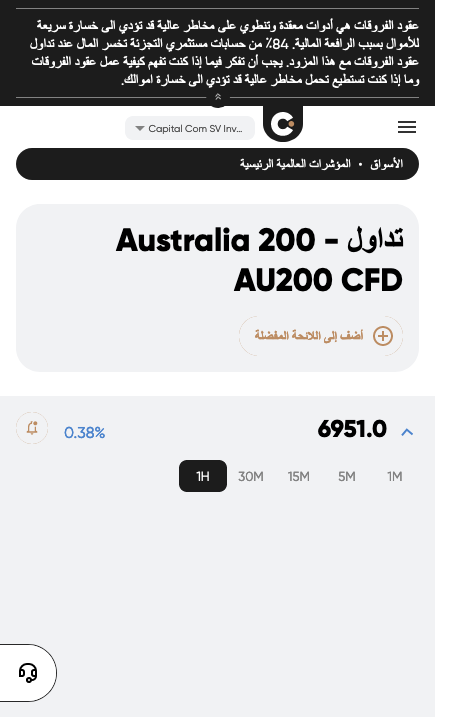 عقود الفروقات هي أدوات معقدة وتنطوي على مخاطر عالية قد تؤدي الى خسارة سريعة
للأموال بسبب الرافعة المالية. 84٪ من حسابات مستثمري التجزئة تخسر المال عند تداول
عقود الفروقات مع هذا المزود. يجب أن تفكر فيما إذا كنت تفهم كيفية عمل عقود الفروقات
وما إذا كنت تستطيع تحمل مخاطر عالية قد تؤدي الى خسارة اموالك.
Capital Com SV Inv...
الأسواق • المؤشرات العالمية الرئيسية
تداول Australia 200 -
AU200 CFD
أضف إلى اللائحة المفضلة
6951.0
0.38%
1H 30M 15M 5M 1M